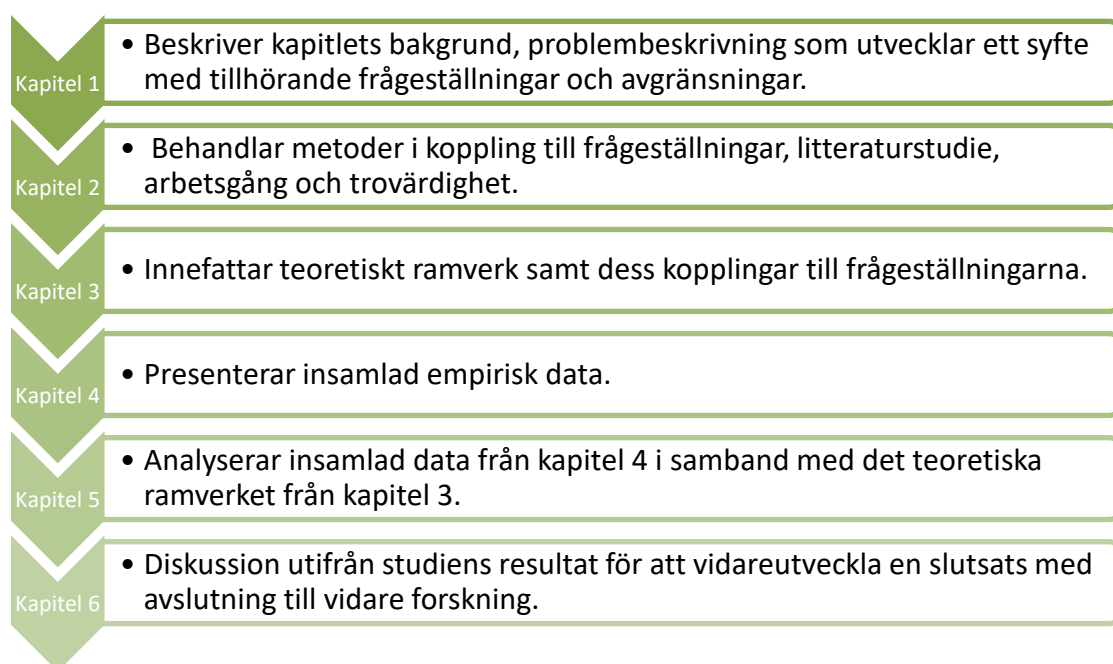 Kapitel 1
• Beskriver kapitlets bakgrund, problembeskrivning som utvecklar ett syfte
med tillhörande frågeställningar och avgränsningar.
Kapitel 2
• Behandlar metoder i koppling till frågeställningar, litteraturstudie,
arbetsgång och trovärdighet.
Kapitel 3
• Innefattar teoretiskt ramverk samt dess kopplingar till frågeställningarna.
Kapitel 4
• Presenterar insamlad empirisk data.
Kapitel 5
• Analyserar insamlad data från kapitel 4 i samband med det teoretiska
ramverket från kapitel 3.
Kapitel 6
• Diskussion utifrån studiens resultat för att vidareutveckla en slutsats med
avslutning till vidare forskning.